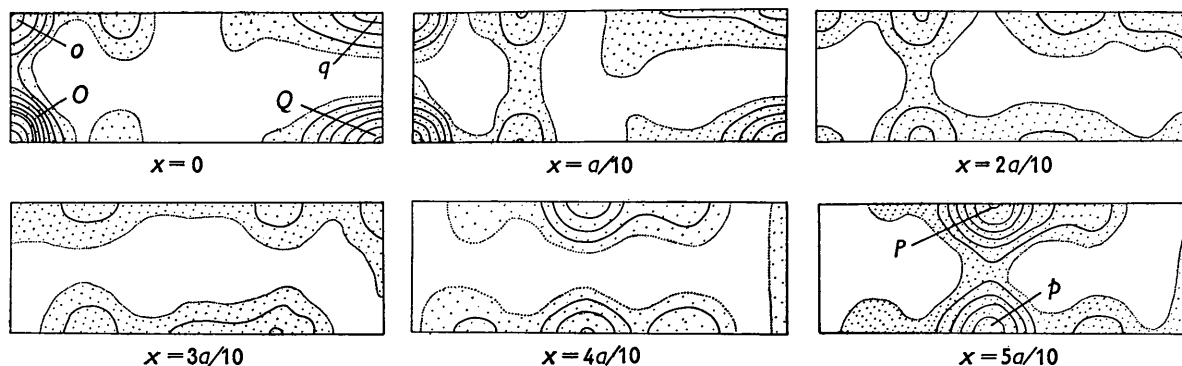 o
O
q
Q
x = 0
x = a/10
x = 2a/10
P
p
x = 3a/10
x = 4a/10
x = 5a/10